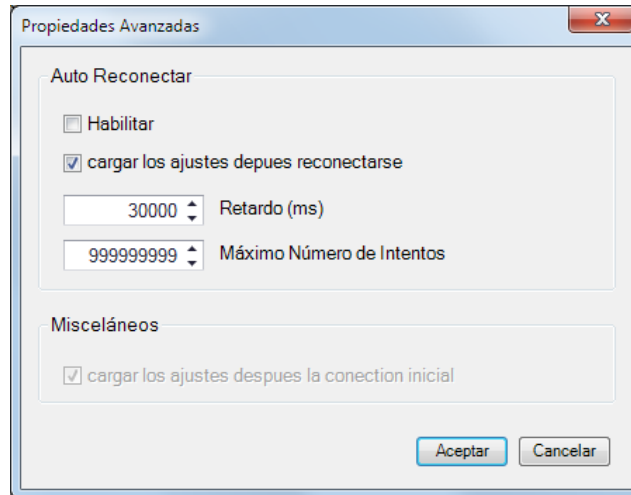 Propiedades Avanzadas
Auto Reconectar
Habilitar
cargar los ajustes depues reconectarse
30000 Retardo (ms)
999999999 Máximo Número de Intentos
Misceláneos
cargar los ajustes despues la conection inicial
Aceptar Cancelar